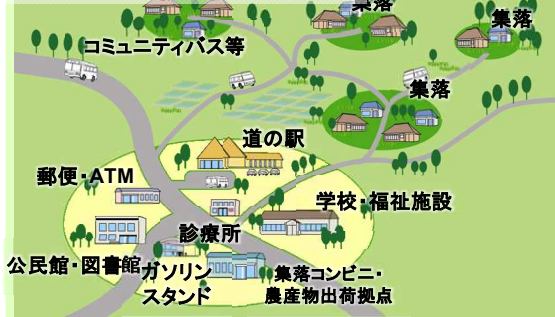 集落
集落
コミュニティバス等
集落
道の駅
郵便・ATM
学校・福祉施設
診療所
公民館・図書館
ガソリン
スタンド
集落コンビニ・
農産物出荷拠点